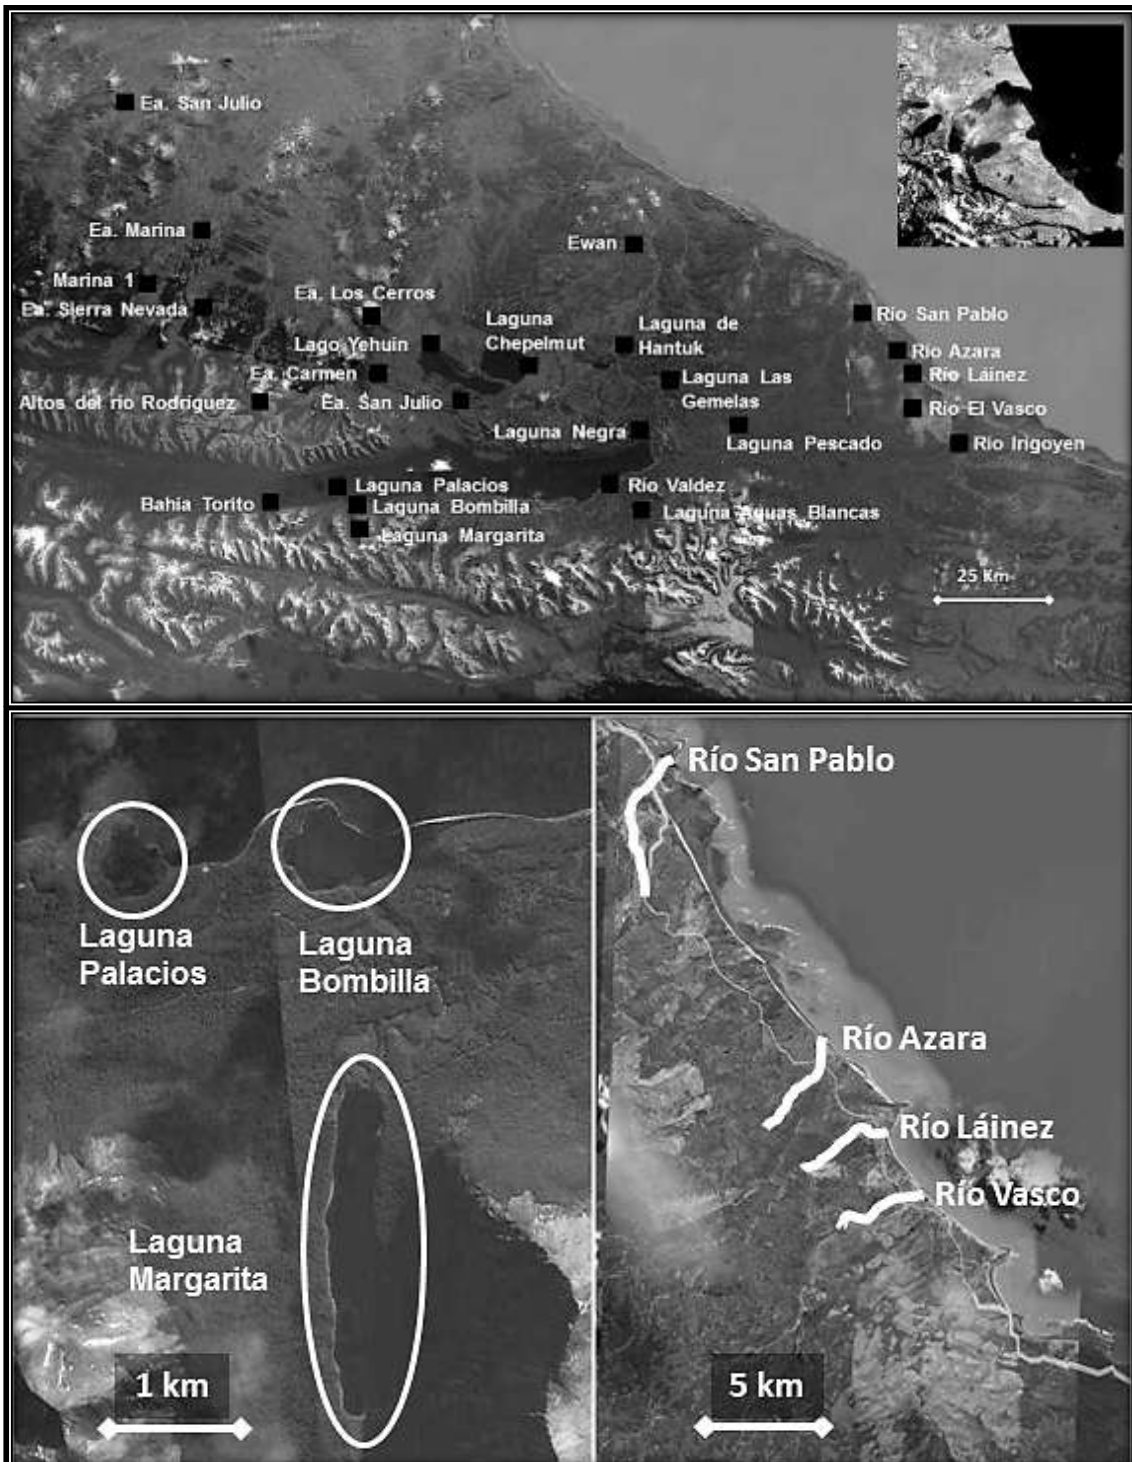 Ea. San Julio
Ea. Marina
Ewan
Marina 1
Ea. Sierra Nevada
Ea. Los Cerros
Laguna
Chepelmut
Laguna de
Hantuk
Río San Pablo
Lago Yehuin
Río Azara
Ea. Carmen
Laguna Las
Gemelas
Río Láinez
Altos del rio Rodriguez
Ea. San Julio
Río El Vasco
Laguna Negra
Laguna Pescado
Rio Irigoyen
Laguna Palacios
Río Valdez
Bahia Torito
Laguna Bombilla
Laguna Aguas Blancas
Laguna Margarita
25 Km
Laguna
Palacios
Laguna
Bombilla
Laguna
Margarita
1 km
Río San Pablo
Río Azara
Río Láinez
Río Vasco
5 km